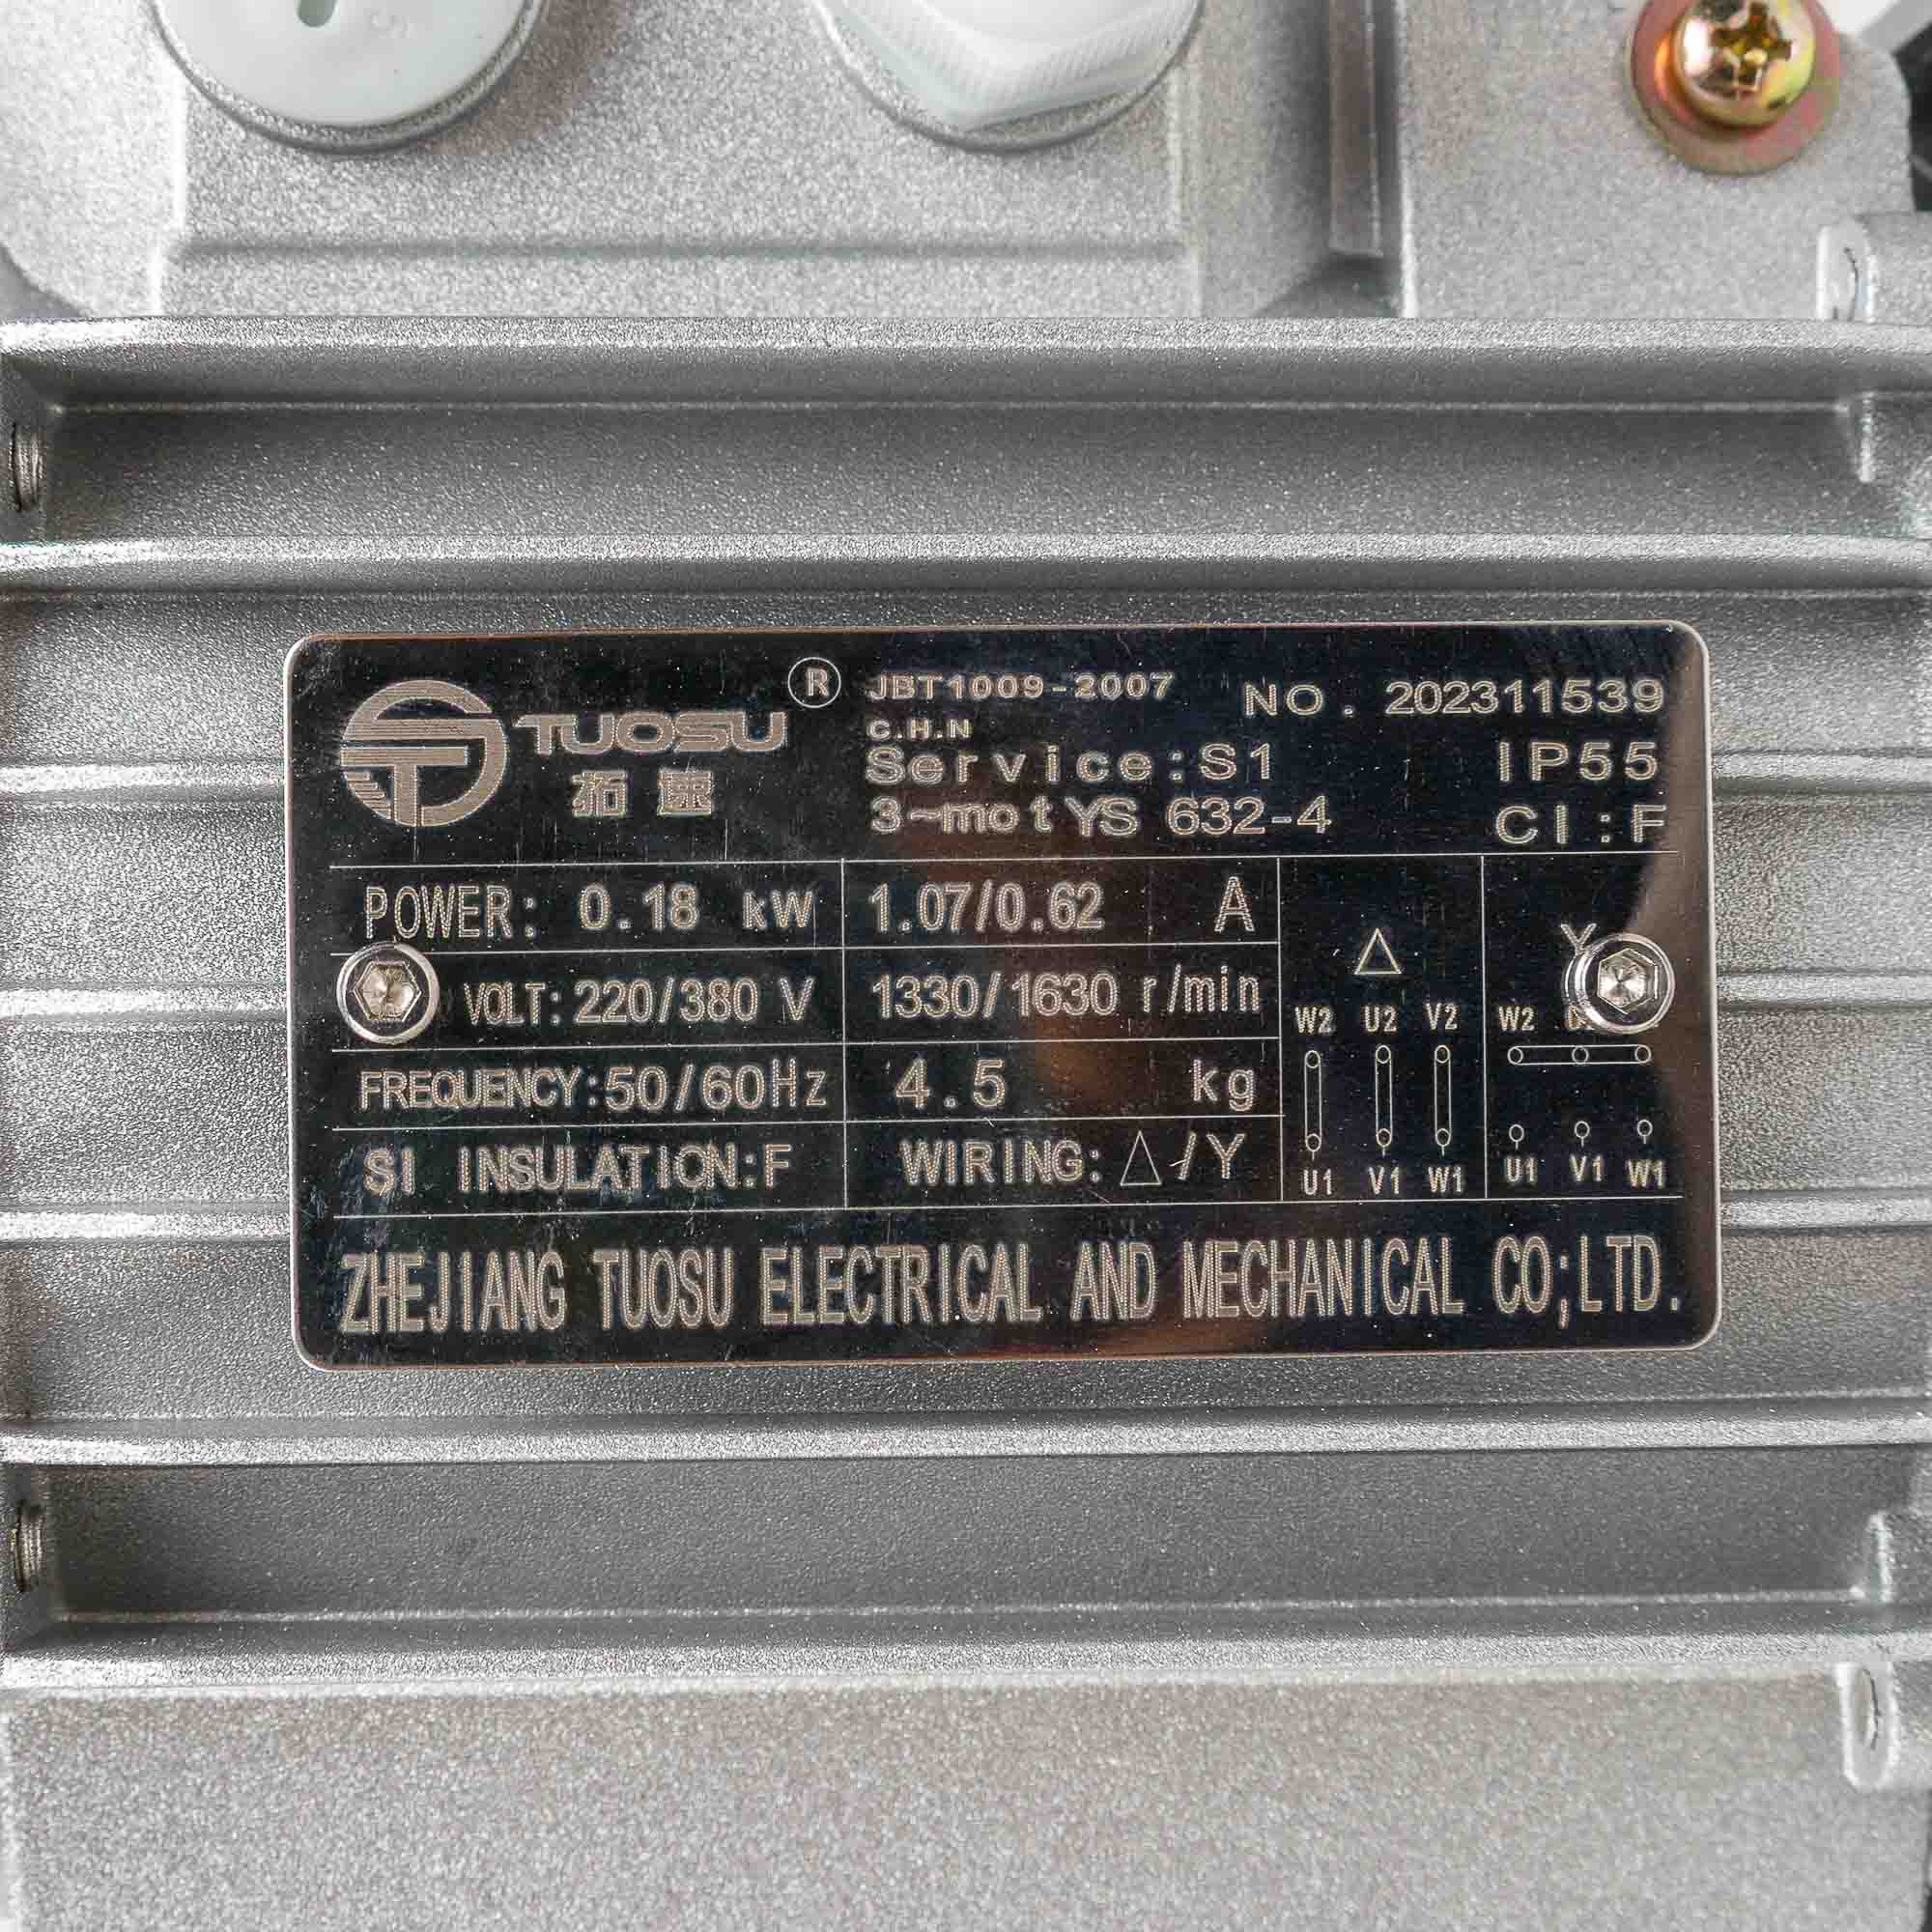 TUOSU ®
拓速
JBT1009-2007
C.H.N
NO. 202311539
Service:S1 IP55
3~mot YS 632-4 CI:F
POWER: 0.18 kW 1.07/0.62 A
VOLT: 220/380 V 1330/1630 r/min
FREQUENCY:50/60Hz 4.5 kg
SI INSULATION:F WIRING: △/Y
△
W2 U2 V2
U1 V1 W1
Y
W2
U1 V1 W1
ZHEJIANG TUOSU ELECTRICAL AND MECHANICAL CO;LTD.